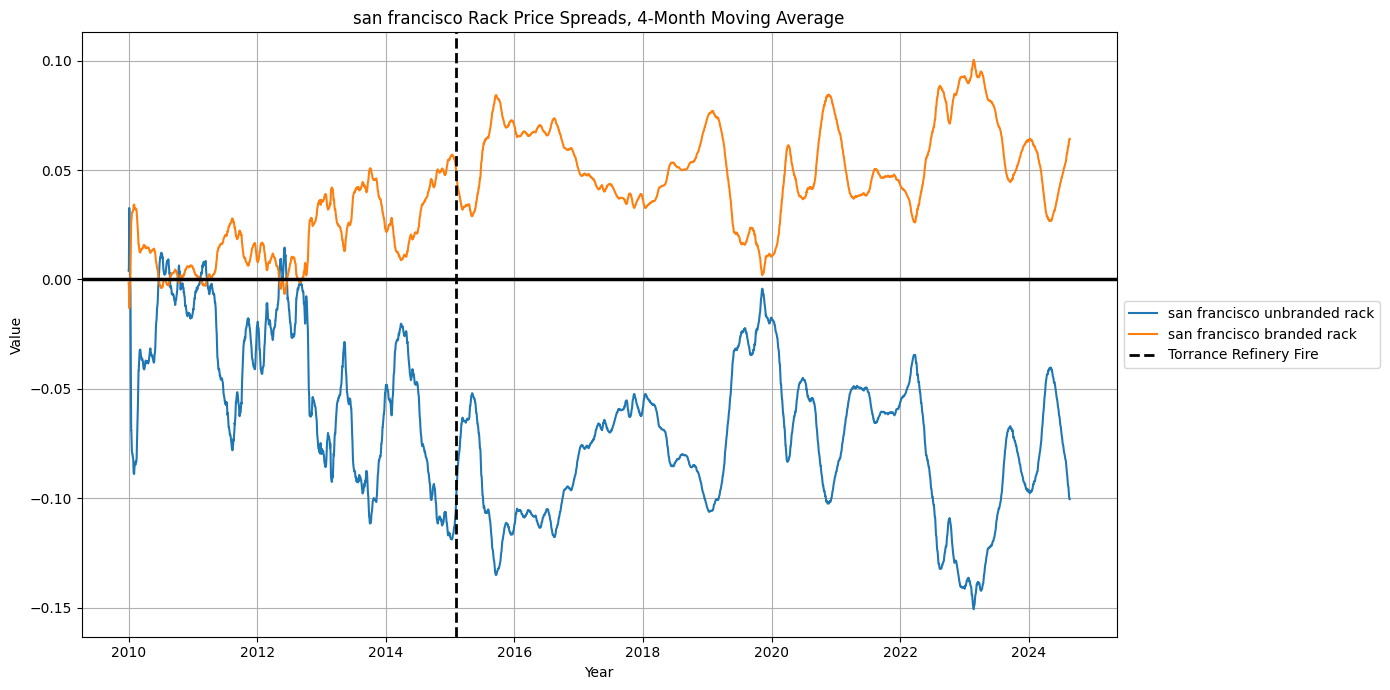 san francisco Rack Price Spreads, 4-Month Moving Average
Value
0.10
0.05
0.00
−0.05
−0.10
−0.15
2010 2012 2014 2016 2018 2020 2022 2024
Year
san francisco unbranded rack
san francisco branded rack
Torrance Refinery Fire